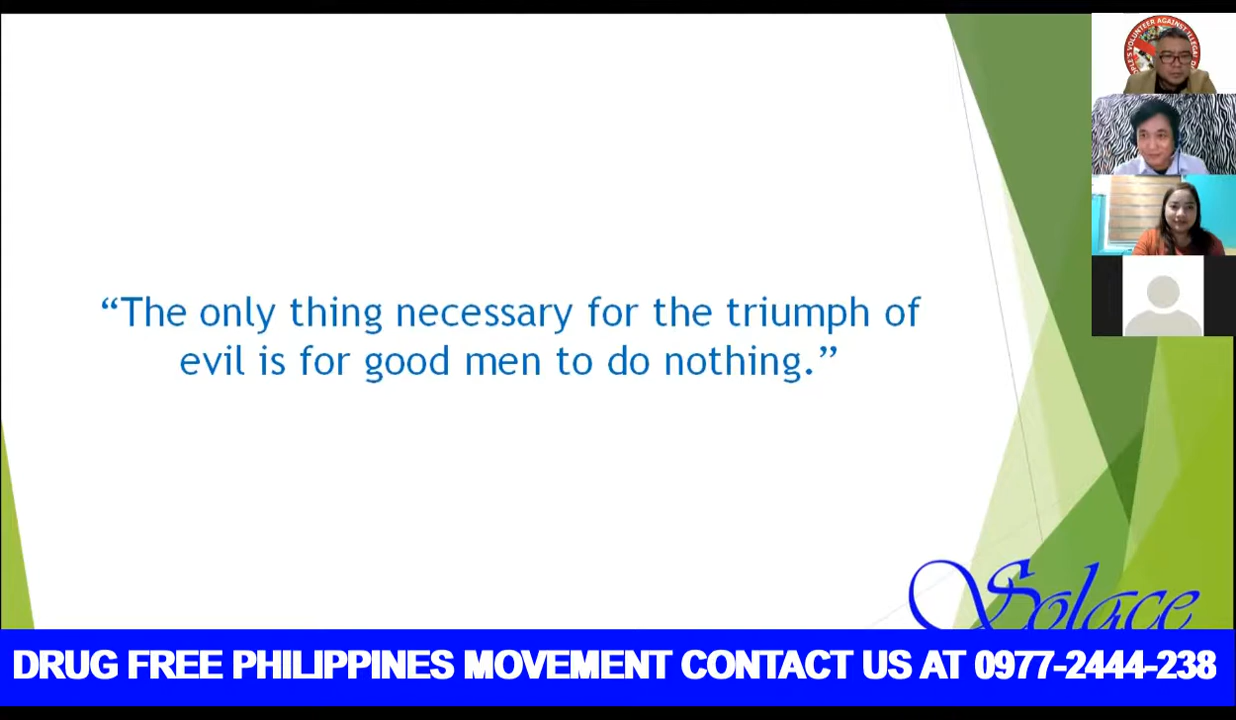 “The only thing necessary for the triumph of
evil is for good men to do nothing.”
Solace
DRUG FREE PHILIPPINES MOVEMENT CONTACT US AT 0977-2444-238